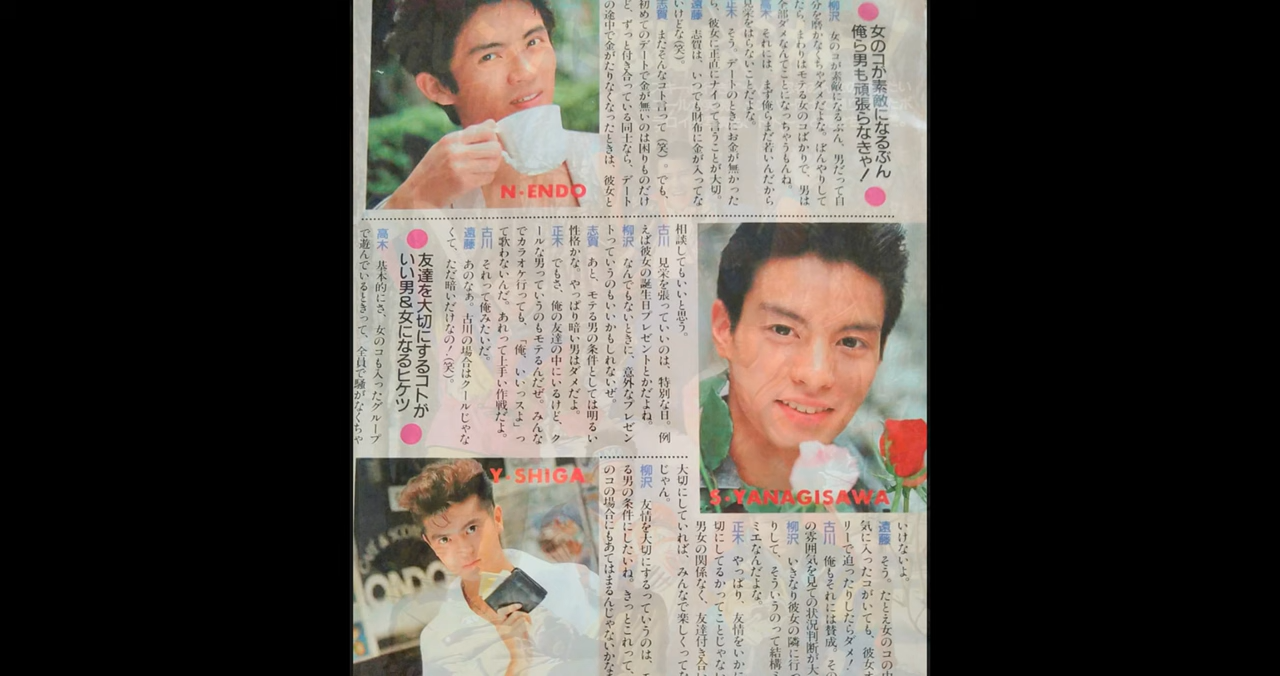 女のコが素敵になるぶん
俺ら男も頑張らなきゃ!
柳沢 女のコが素敵になるぶん、男だって自
分を磨かなくちゃダメだよな。ぼんやりして
たら、まわりはモテる女のコばかりで、男は
全部ダメなんてことになっちゃうもんね。
高木 それには、まず俺らまだ若いんだから
見栄をはらないことだよな。
正木 そう。デートのときにお金が無かった
ら、彼女に正直にナイって言うことが大切。
遠藤 志賀は、いつでも財布に金が入ってな
いけどな(笑)。
志賀 またそんなコト言って(笑)。でも、
初めてのデートで金が無いのは困りものだけ
ど、ずっと付き合っている同士なら、デート
の途中で金がたりなくなったときは、彼女と
N-ENDO
相談してもいいと思う。
古川 見栄を張っていいのは、特別な日。例
えば彼女の誕生日プレゼントとかだよね。
柳沢 なんでもないときに、意外なプレゼン
トっていうのもいいかもしれないぜ。
志賀 あと、モテる男の条件としては明るい
性格かな。やっぱり暗い男はダメだよ。
正木 でもさ、俺の友達の中にいるけど、ク
ールな男っていうのもモテるんだぜ。みんな
でカラオケ行っても、「俺、いいッスよ」っ
て歌わないんだ。あれって上手い作戦だよ。
古川 それって俺みたいだ。
遠藤 あのなあ。古川の場合はクールじゃな
くて、ただ暗いだけなの!(笑)。
友達を大切にするコトが
いい男&女になるヒケツ
高木 基本的にさ、女のコも入ったグループ
で遊んでいるときって、全員で騒がなくちゃ
S-YANAGISAWA
Y-SHIGA
LONDO
いけないよ。
遠藤 そう。たとえ女のコの中
気に入ったコがいても、彼女
リーで迫ったりしたらダメ!
古川 俺もそれには賛成。その
の雰囲気を見ての状況判断が大
柳沢 いきなり彼女の隣に行っ
りして、そういうのって結構
ミエなんだよな。
正木 やっぱり、友情をいかに
切にしてるかってことじゃない
男女の関係なく、友達付き合い
大切にしていれば、みんなで楽しくってな
じゃん。
柳沢 友情を大切にするっていうのは、
る男の条件にしたいね。きっとこれって、
のコの場合にもあてはまるんじゃないかな